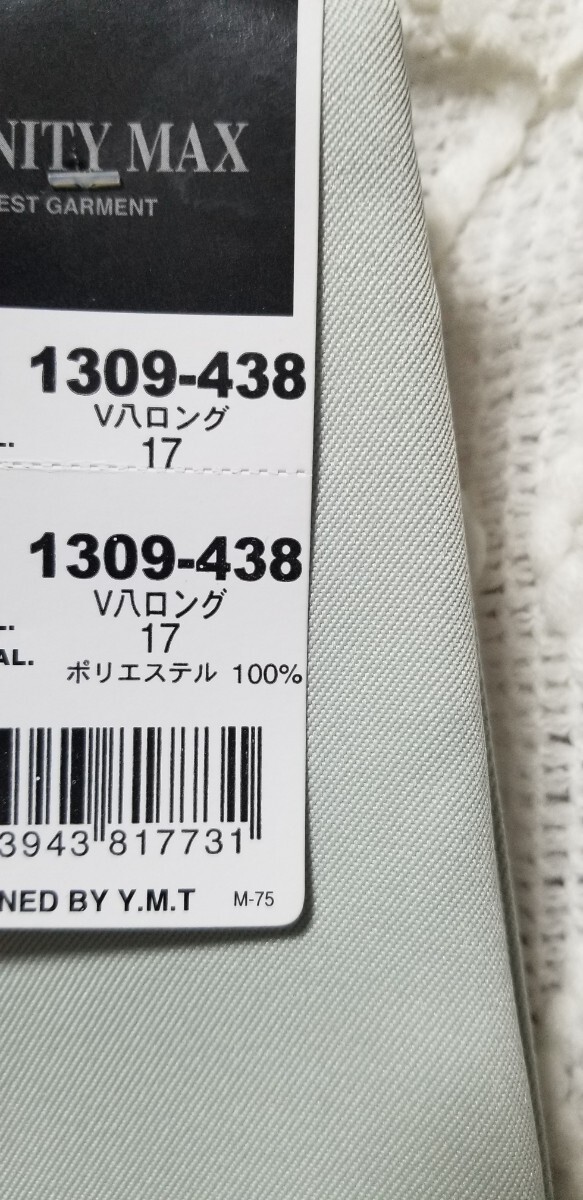 NITY MAX
EST GARMENT
1309-438
V八ロング
17
1309-438
V八ロング
17
AL.
ポリエステル 100%
3943 817731
NED BY Y.M.T M-75